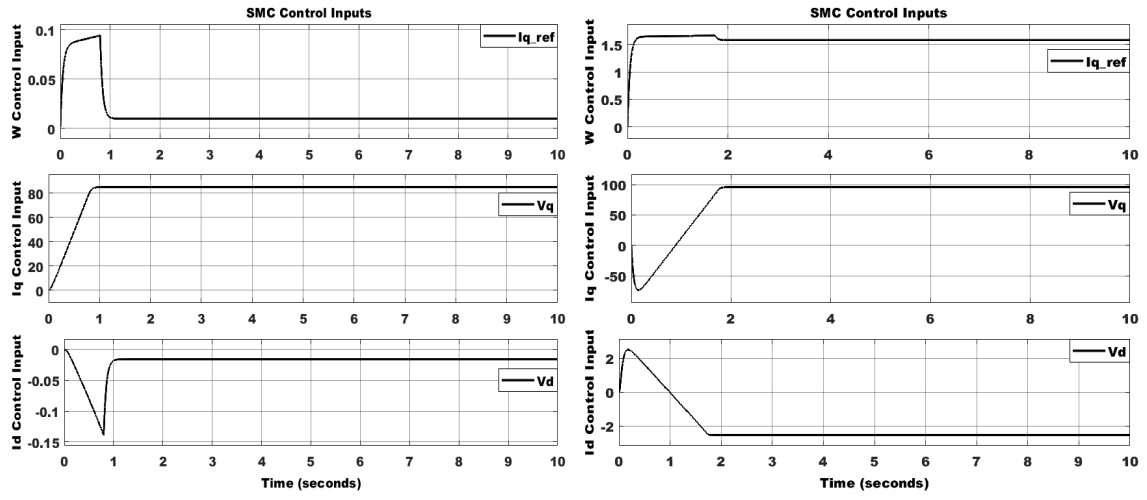 SMC Control Inputs
W Control Input
0.1
0.05
0
Iq_ref
0 1 2 3 4 5 6 7 8 9 10
Iq Control Input
80
60
40
20
0
Vq
0 1 2 3 4 5 6 7 8 9 10
Id Control Input
0
-0.05
-0.1
-0.15
Vd
0 1 2 3 4 5 6 7 8 9 10
Time (seconds)
SMC Control Inputs
W Control Input
1.5
1
0.5
0
Iq_ref
0 2 4 6 8 10
Iq Control Input
100
50
0
-50
Vq
0 2 4 6 8 10
Id Control Input
2
0
-2
Vd
0 1 2 3 4 5 6 7 8 9 10
Time (seconds)